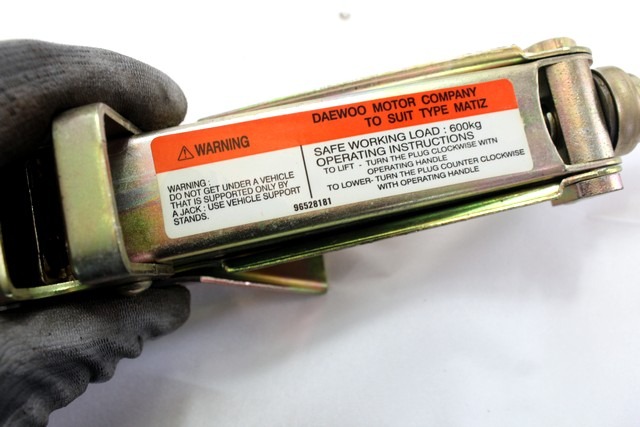 DAEWOO MOTOR COMPANY
TO SUIT TYPE MATIZ
WARNING
WARNING :
DO NOT GET UNDER A VEHICLE
THAT IS SUPPORTED ONLY BY
A JACK : USE VEHICLE SUPPORT
STANDS.
SAFE WORKING LOAD : 600kg
OPERATING INSTRUCTIONS
TO LIFT - TURN THE PLUG CLOCKWISE WITH
OPERATING HANDLE
TO LOWER- TURN THE PLUG COUNTER CLOCKWISE
WITH OPERATING HANDLE
96528181